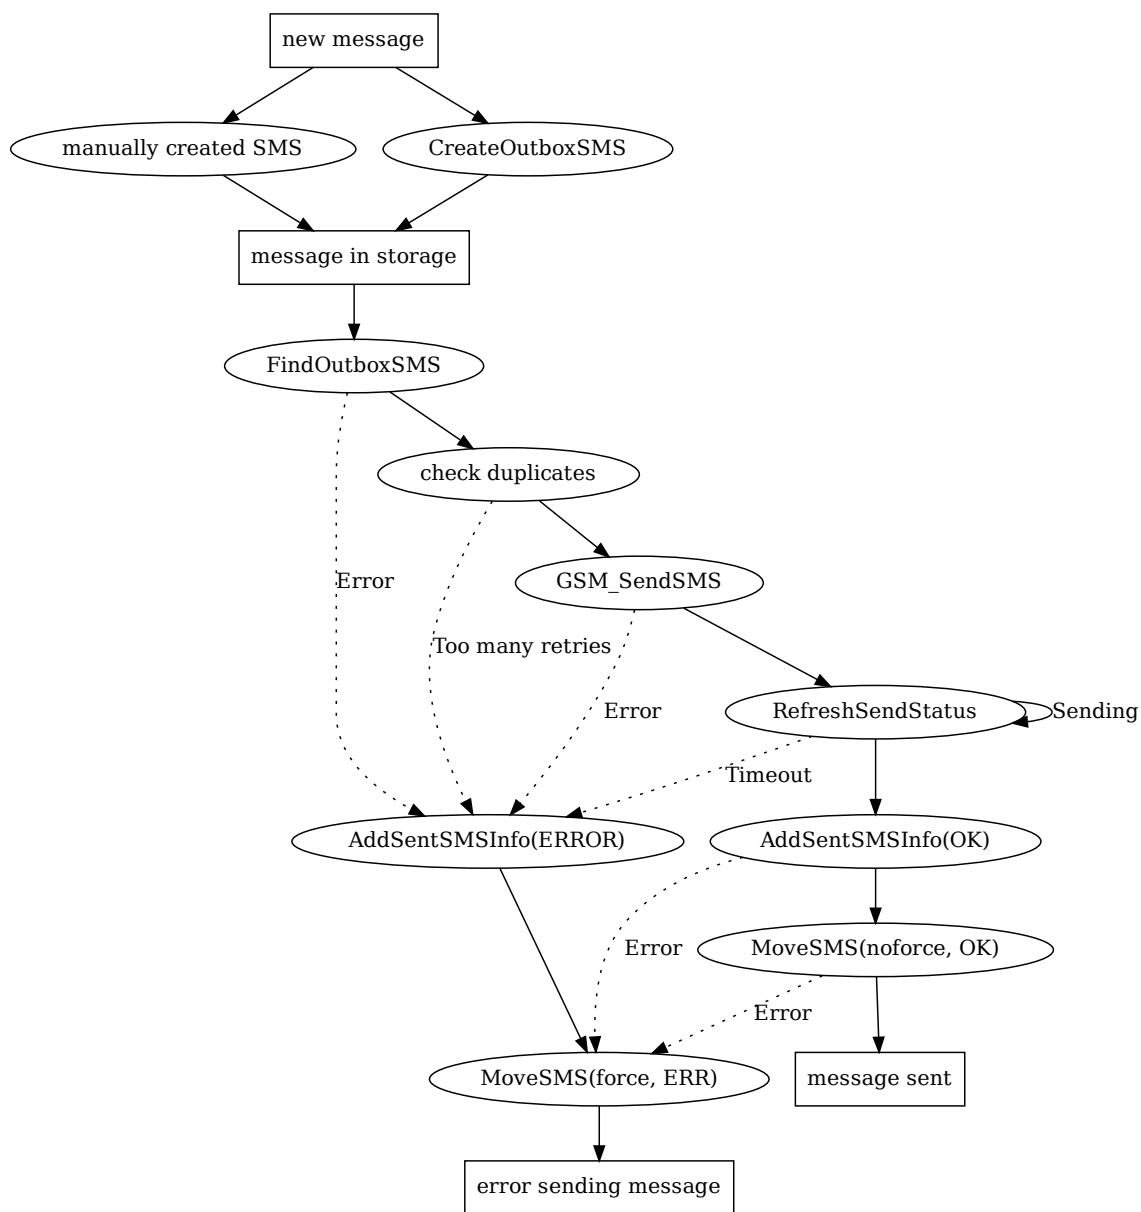 new message
manually created SMS
CreateOutboxSMS
message in storage
FindOutboxSMS
check duplicates
Error
GSM_SendSMS
Too many retries
Error
RefreshSendStatus
Sending
Timeout
AddSentSMSInfo(ERROR)
AddSentSMSInfo(OK)
Error
MoveSMS(noforce, OK)
Error
MoveSMS(force, ERR)
message sent
error sending message